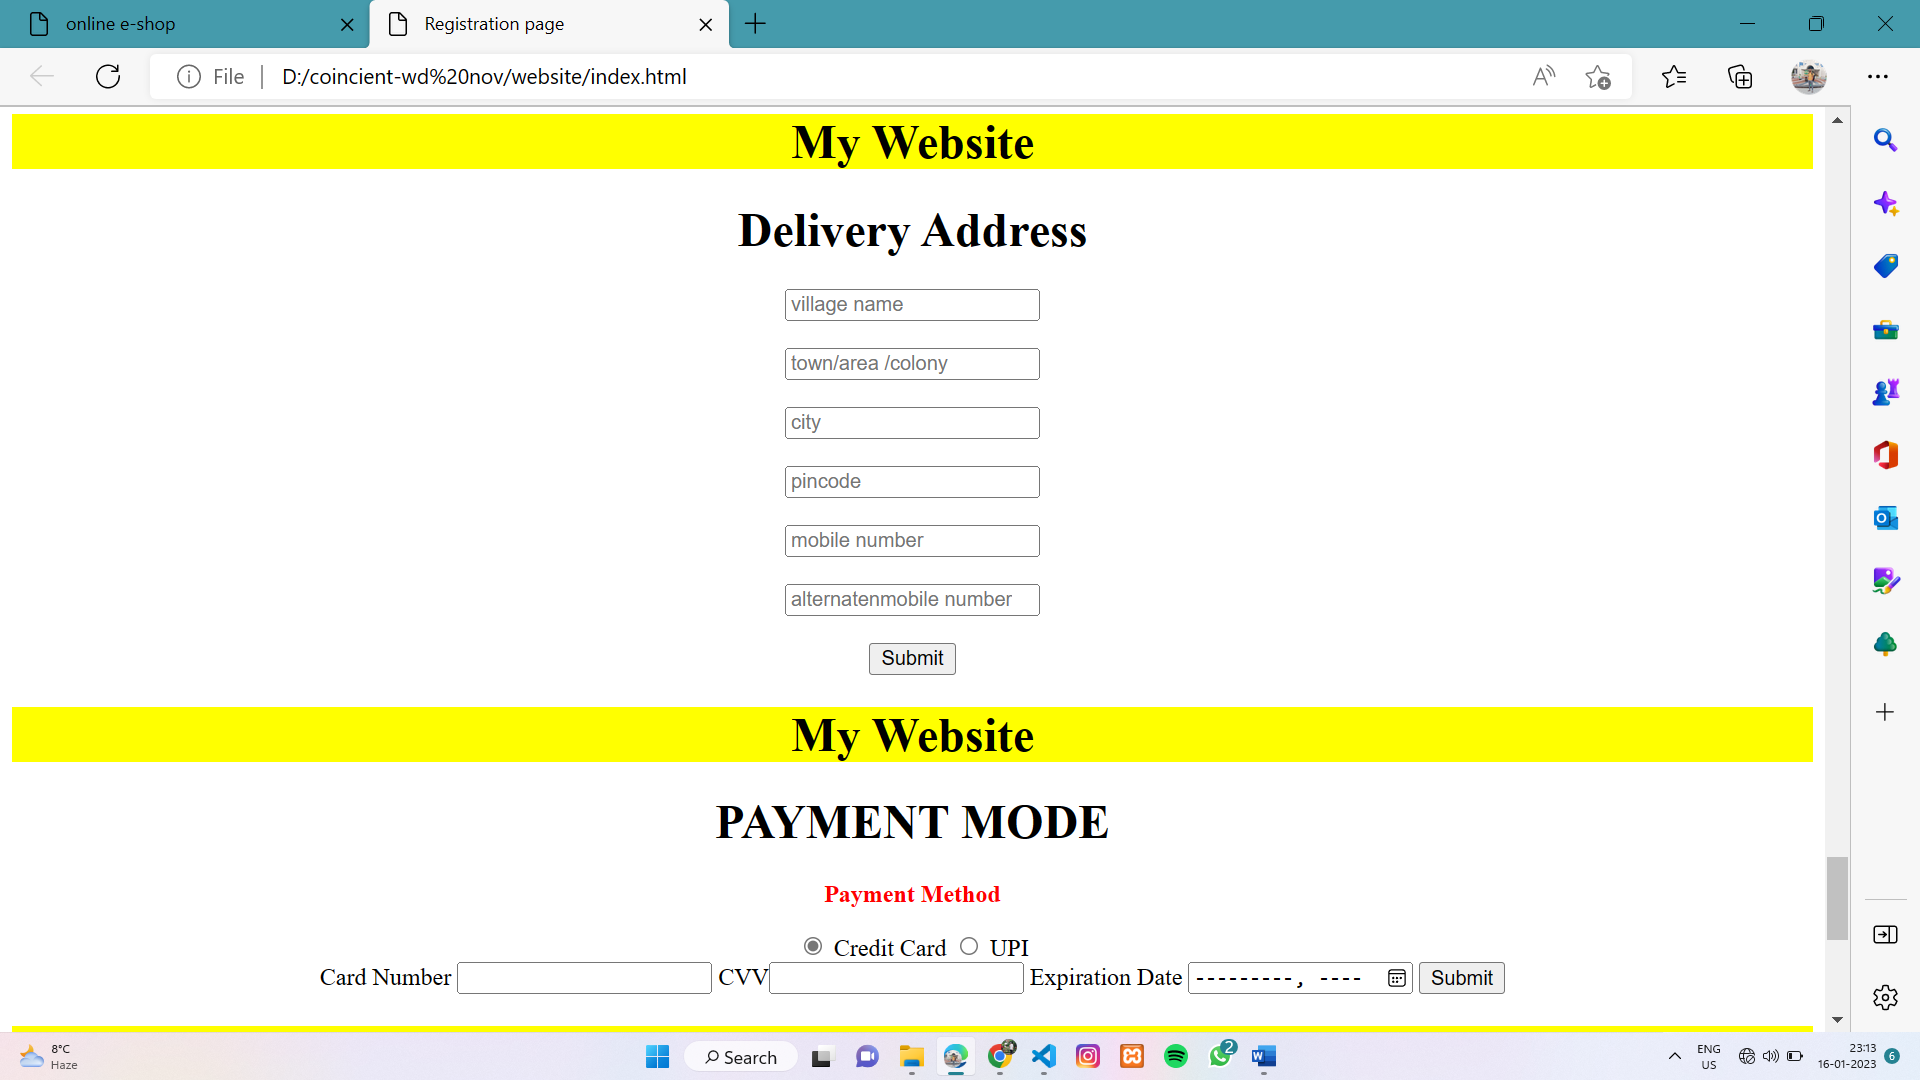 online e-shop
Registration page
File
D:/coincient-wd%20nov/website/index.html
My Website
Delivery Address
village name
town/area /colony
city
pincode
mobile number
alternatenmobile number
Submit
My Website
PAYMENT MODE
Payment Method
Credit Card UPI
Card Number CVV Expiration Date ---------, ---- Submit
8°C
Haze
Search
2
ENG
US
23:13
16-01-2023
6